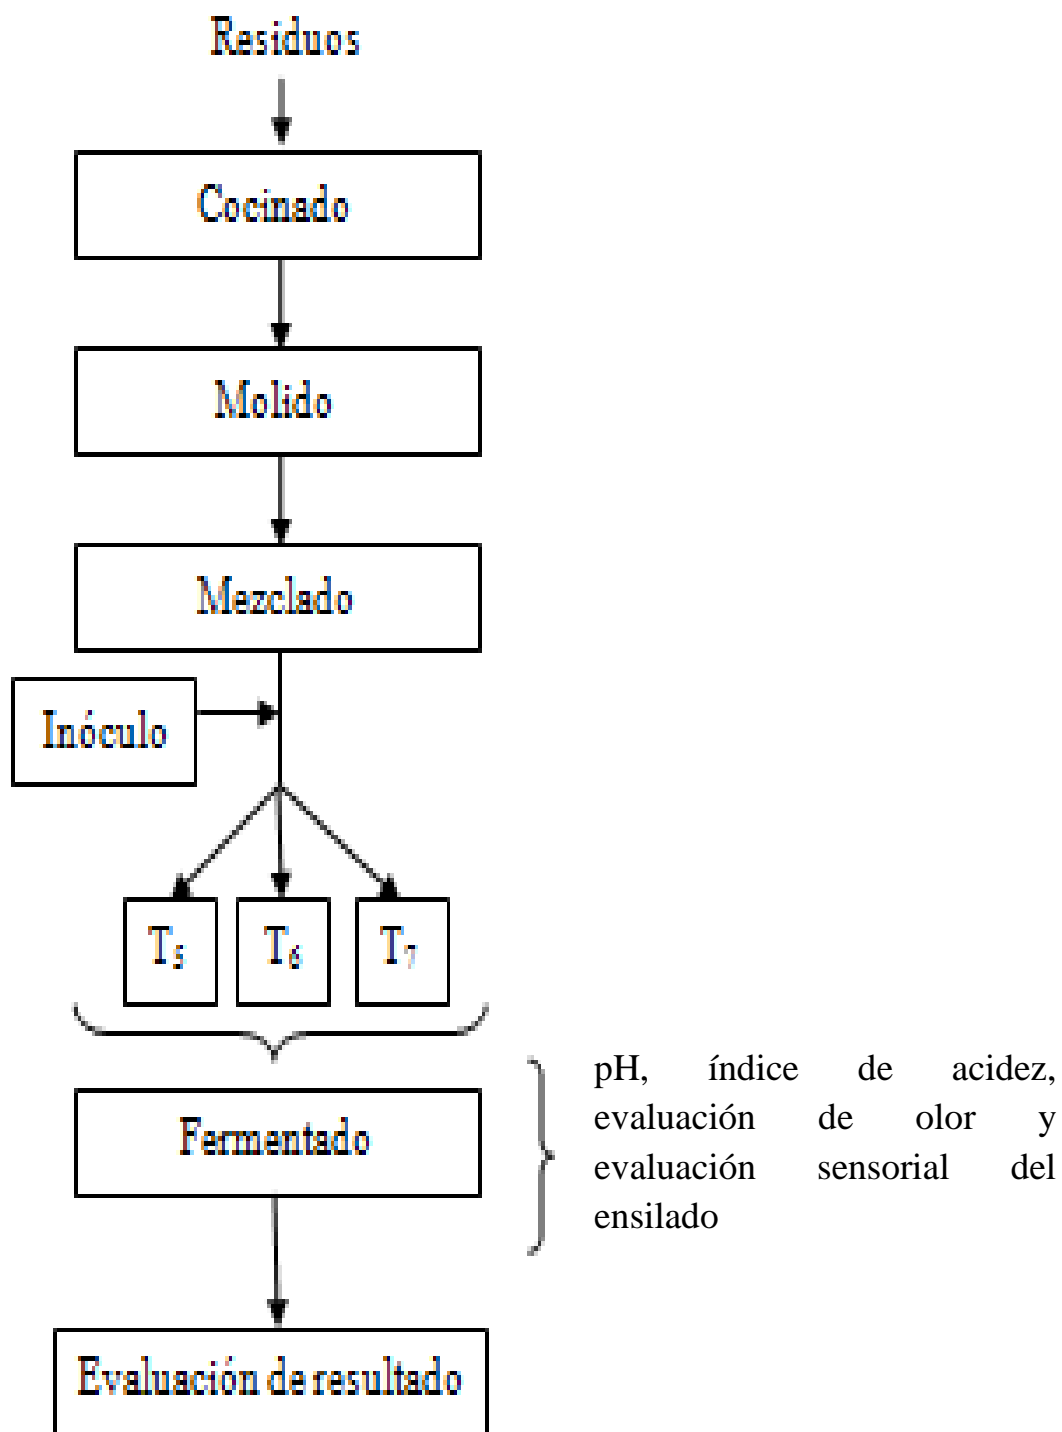 Residuos
Cocinado
Molido
Mezclado
Inóculo
T5 T6 T7
Fermentado
pH, índice de acidez,
evaluación de olor y
evaluación sensorial del
ensilado
Evaluación de resultado